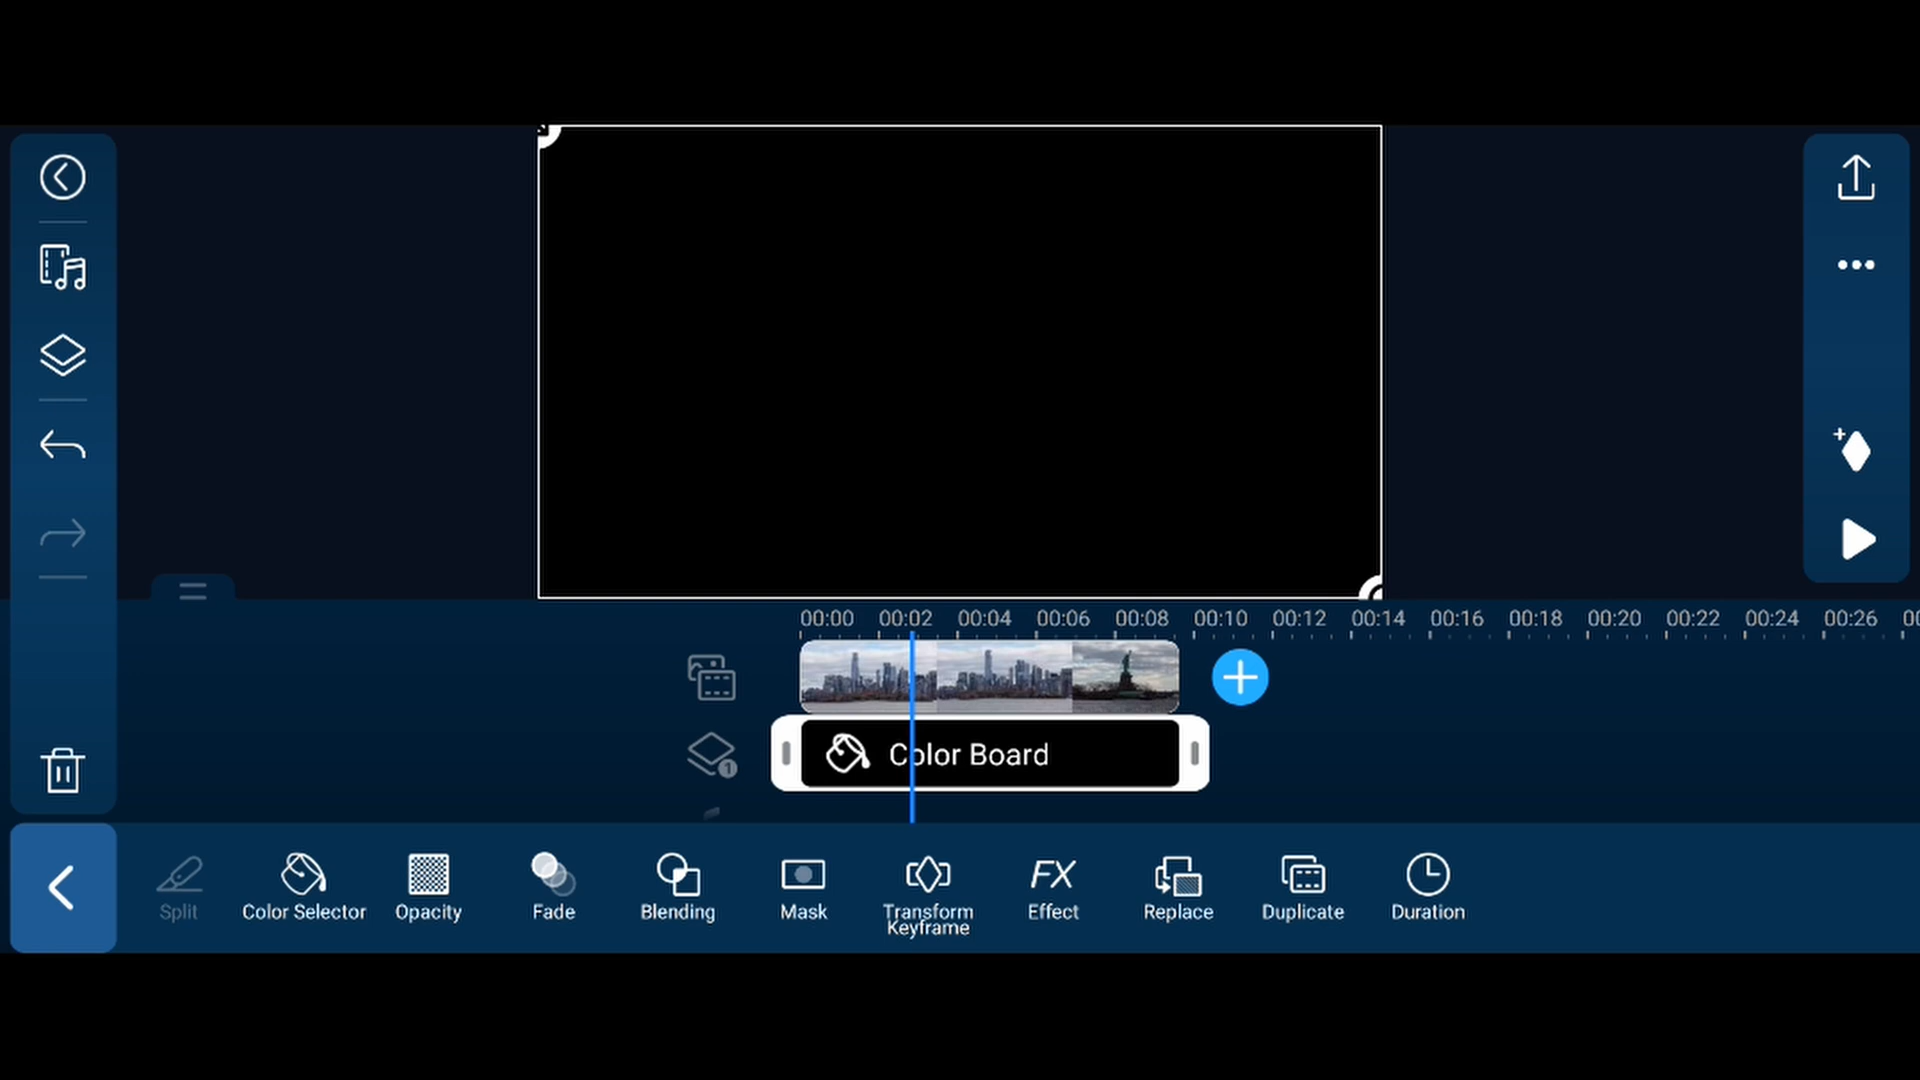 00:00 00:02 00:04 00:06 00:08 00:10 00:12 00:14 00:16 00:18 00:20 00:22 00:24 00:26
1
Color Board
Split Color Selector Opacity Fade Blending Mask Transform Keyframe Effect Replace Duplicate Duration